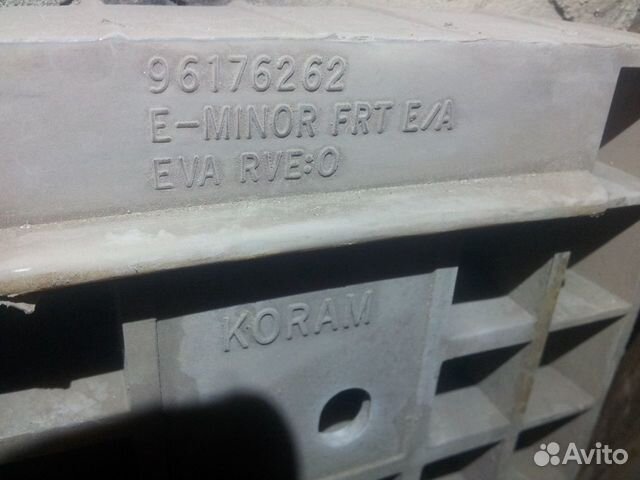 96176262
E-MINOR FRT E/A
EVA RVE:O
KORAM
Avito